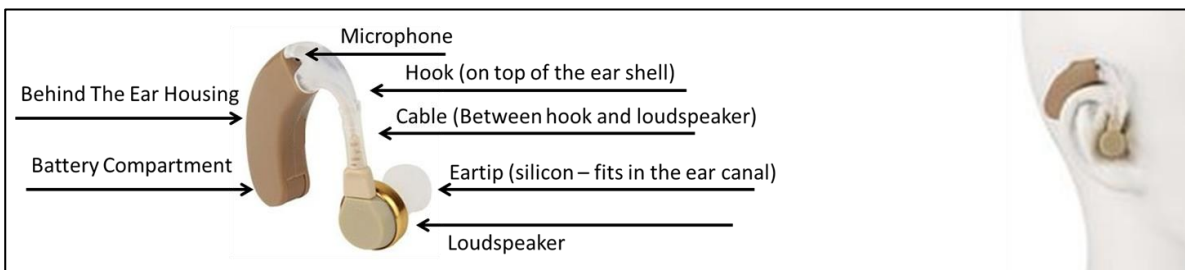 Microphone
Hook (on top of the ear shell)
Behind The Ear Housing
Cable (Between hook and loudspeaker)
Battery Compartment
Eartip (silicon – fits in the ear canal)
Loudspeaker